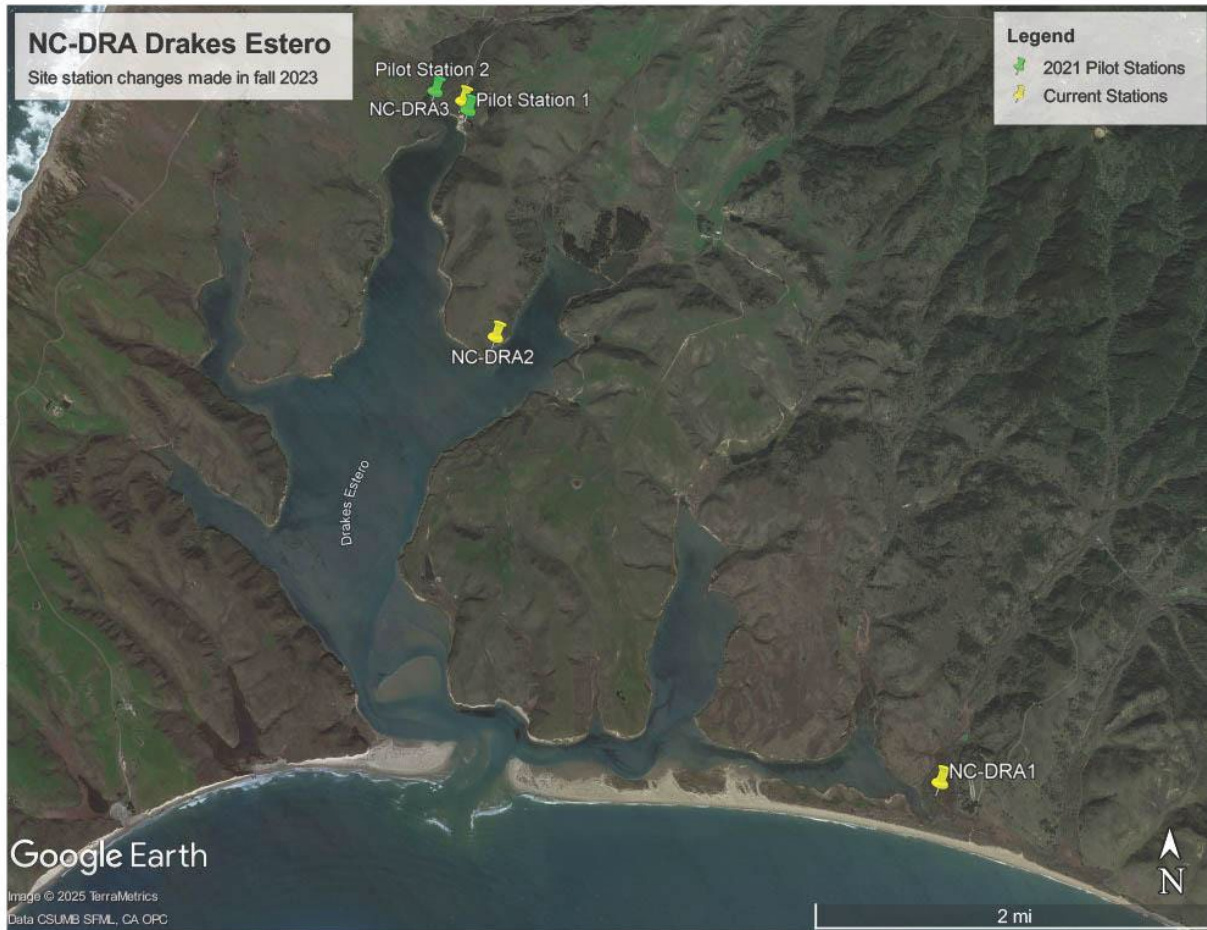 NC-DRA Drakes Estero
Site station changes made in fall 2023
Legend
2021 Pilot Stations
Current Stations
Pilot Station 2
Pilot Station 1
NC-DRA3
NC-DRA2
Drakes Estero
NC-DRA1
Google Earth
Image © 2025 TerraMetrics
Data CSUMB SFML, CA OPC
N
2 mi